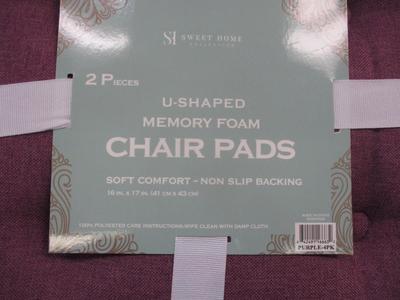 SH SWEET HOME
COLLECTION
2 PIECES
U-SHAPED
MEMORY FOAM
CHAIR PADS
SOFT COMFORT – NON SLIP BACKING
16 IN. X 17 IN. (41 CM X 43 CM)
100% POLYESTER CARE INSTRUCTIONS: WIPE CLEAN WITH DAMP CLOTH
PURPLE-4PK